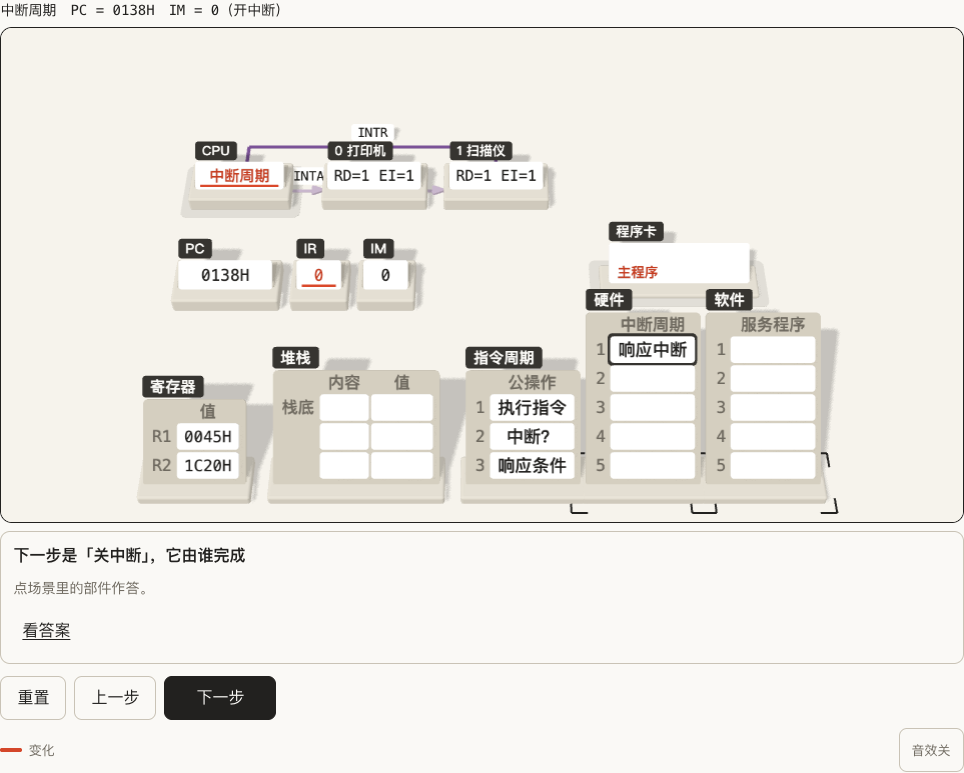 中断周期 PC = 0138H IM = 0 (开中断)
INTR
CPU
0 打印机
1 扫描仪
中断周期
INTA
RD=1 EI=1
RD=1 EI=1
程序卡
主程序
PC
IR
IM
0138H
0
0
硬件
软件
中断周期
服务程序
1 响应中断
1
2
2
3
3
4
4
5
5
堆栈
内容 值
栈底
指令周期
公操作
1 执行指令
2 中断?
3 响应条件
寄存器
值
R1 0045H
R2 1C20H
下一步是「关中断」，它由谁完成
点场景里的部件作答。
看答案
重置
上一步
下一步
变化
音效关